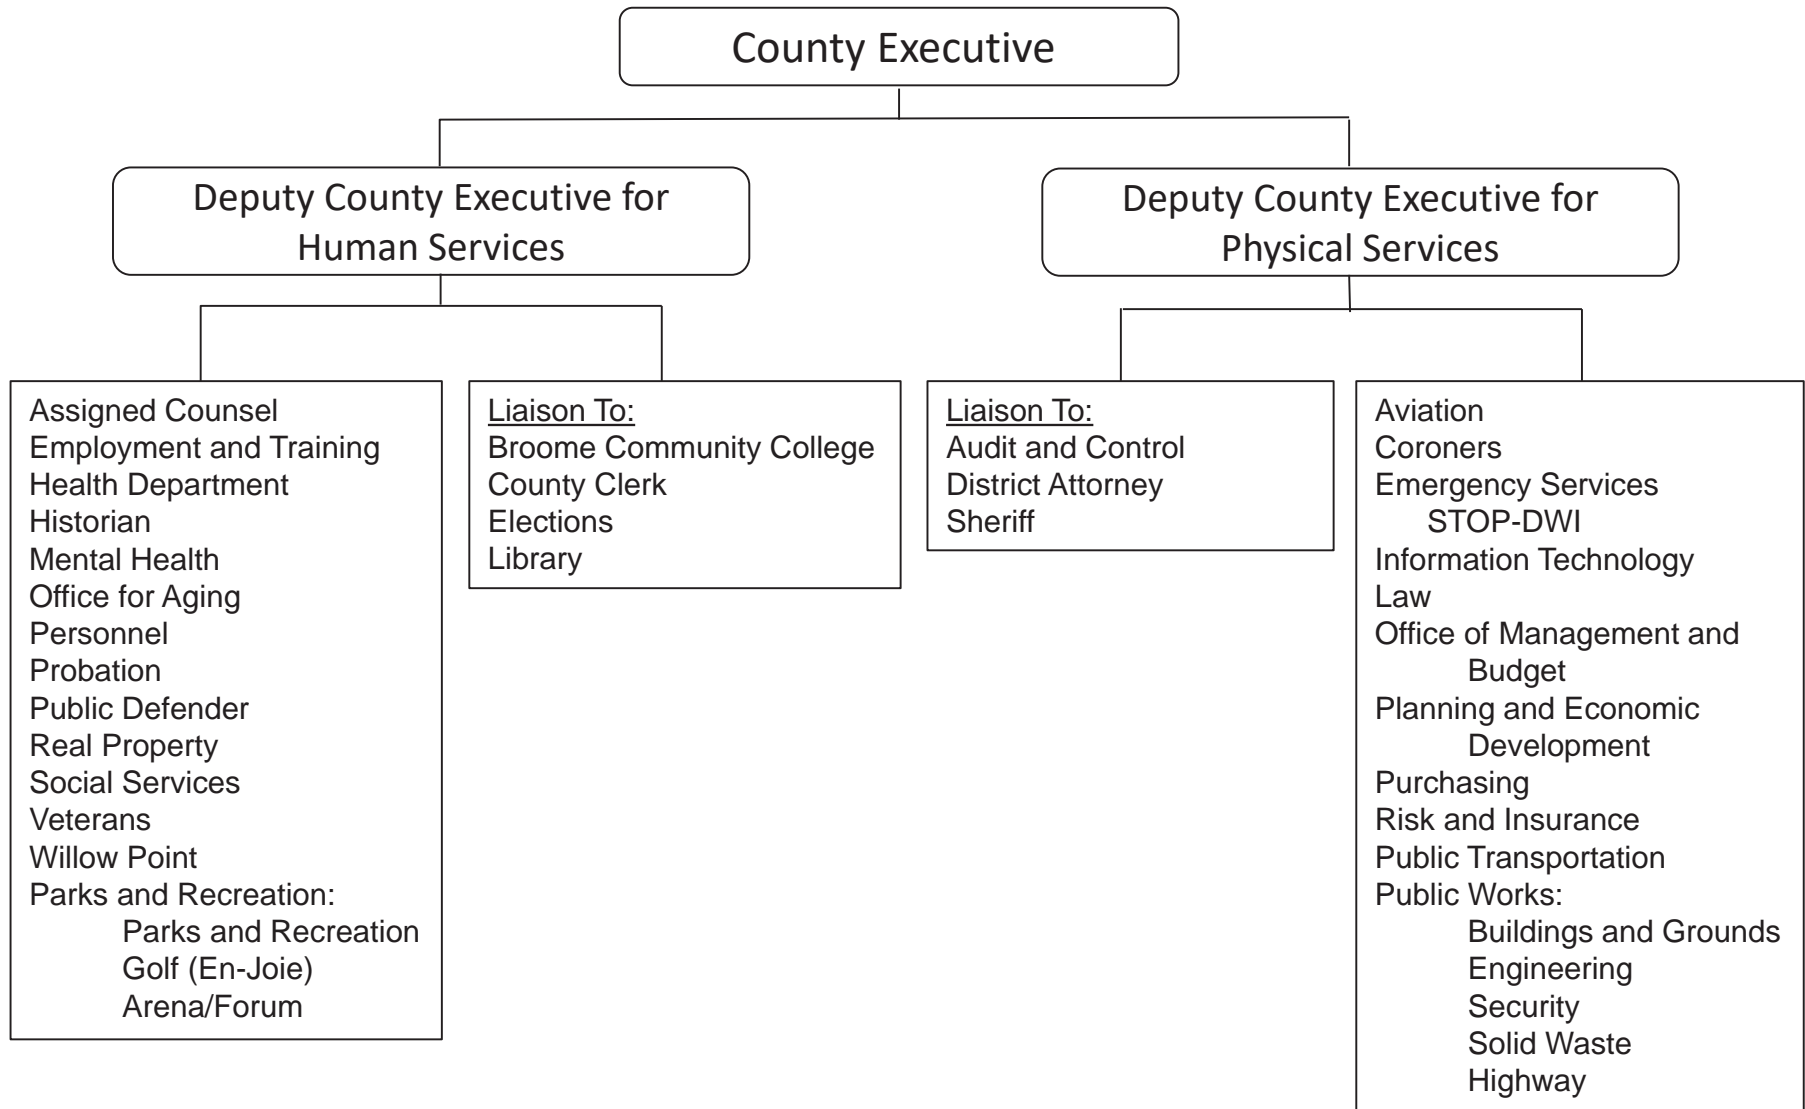 County Executive
Deputy County Executive for
Human Services
Deputy County Executive for
Physical Services
Assigned Counsel
Employment and Training
Health Department
Historian
Mental Health
Office for Aging
Personnel
Probation
Public Defender
Real Property
Social Services
Veterans
Willow Point
Parks and Recreation:
Parks and Recreation
Golf (En-Joie)
Arena/Forum
Liaison To:
Broome Community College
County Clerk
Elections
Library
Liaison To:
Audit and Control
District Attorney
Sheriff
Aviation
Coroners
Emergency Services
STOP-DWI
Information Technology
Law
Office of Management and
Budget
Planning and Economic
Development
Purchasing
Risk and Insurance
Public Transportation
Public Works:
Buildings and Grounds
Engineering
Security
Solid Waste
Highway